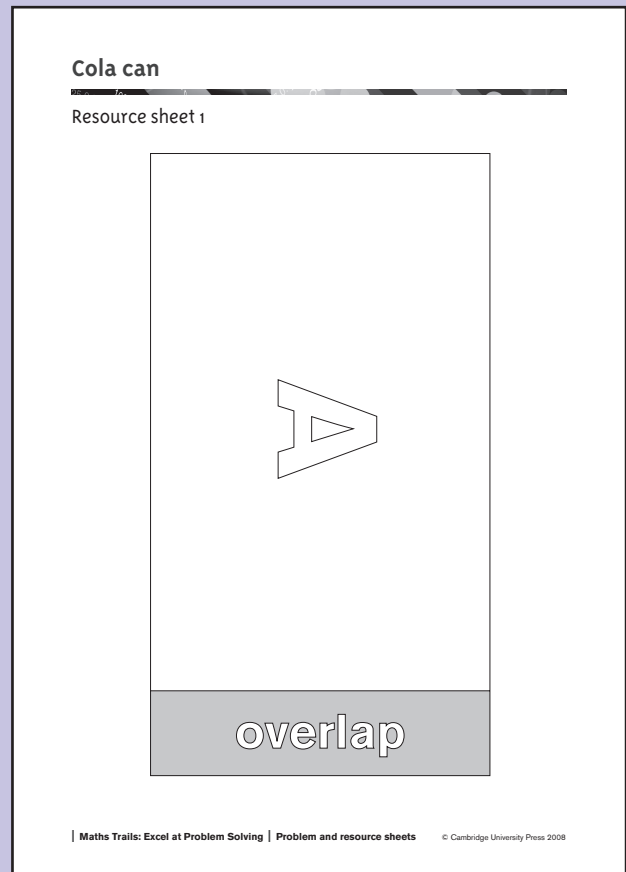 Cola can
Resource sheet 1
A
overlap
| Maths Trails: Excel at Problem Solving | Problem and resource sheets © Cambridge University Press 2008